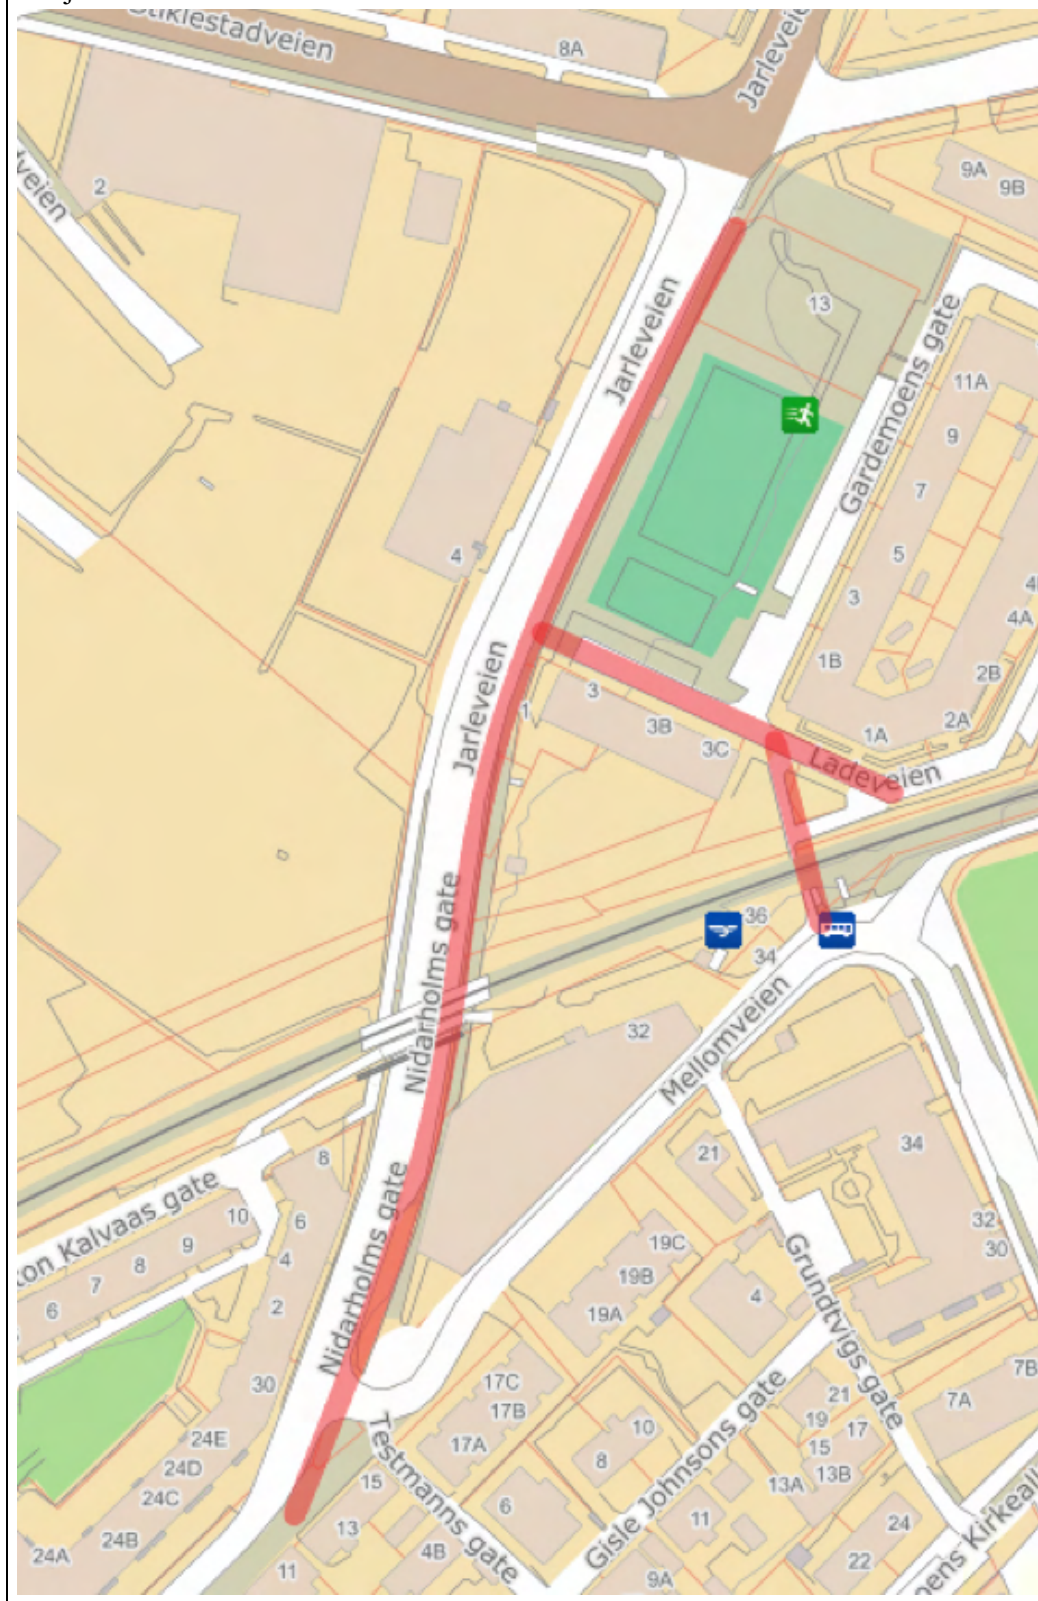 Stiklestadveien
8A
Jarleveien
9A
9B
2
13
Jarleveien
Gardemoens gate
11A
9
7
5
4
3
4A
1B
2B
Jarleveien
3
1
3B
2A
3C
1A
Ladeveien
36
34
Nidarholms gate
32
Mellomveien
34
21
8
10
6
9
4
8
7
6
2
19C
19B
19A
32
30
Nidarholms gate
4
Grundtvigs gate
30
17C
17B
17A
21
19
17
15
7B
7A
24E
24D
24C
24B
24A
10
8
13A
13B
Testmanns gate
15
13
11
6
4B
Gisle Johnsons gate
11
9A
24
22